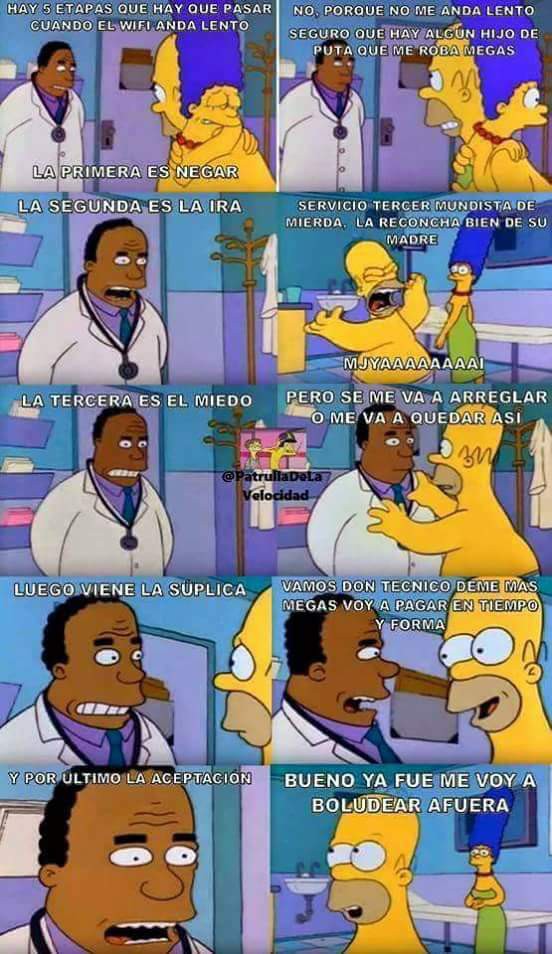 HAY 5 ETAPAS QUE HAY QUE PASAR
CUANDO EL WIFI ANDA LENTO
LA PRIMERA ES NEGAR
NO, PORQUE NO ME ANDA LENTO
SEGURO QUE HAY ALGÚN HIJO DE
PUTA QUE ME ROBA MEGAS
LA SEGUNDA ES LA IRA
SERVICIO TERCER MUNDISTA DE
MIERDA, LA RECONCHA BIEN DE SU
MADRE
MJYAAAAAAAAI
LA TERCERA ES EL MIEDO
PERO SE ME VA A ARREGLAR
O ME VA A QUEDAR ASÍ
@PatrullaDeLa
Velocidad
LUEGO VIENE LA SÚPLICA
VAMOS DON TECNICO DEME MAS
MEGAS VOY A PAGAR EN TIEMPO
Y FORMA
Y POR ULTIMO LA ACEPTACIÓN
BUENO YA FUE ME VOY A
BOLUDEAR AFUERA